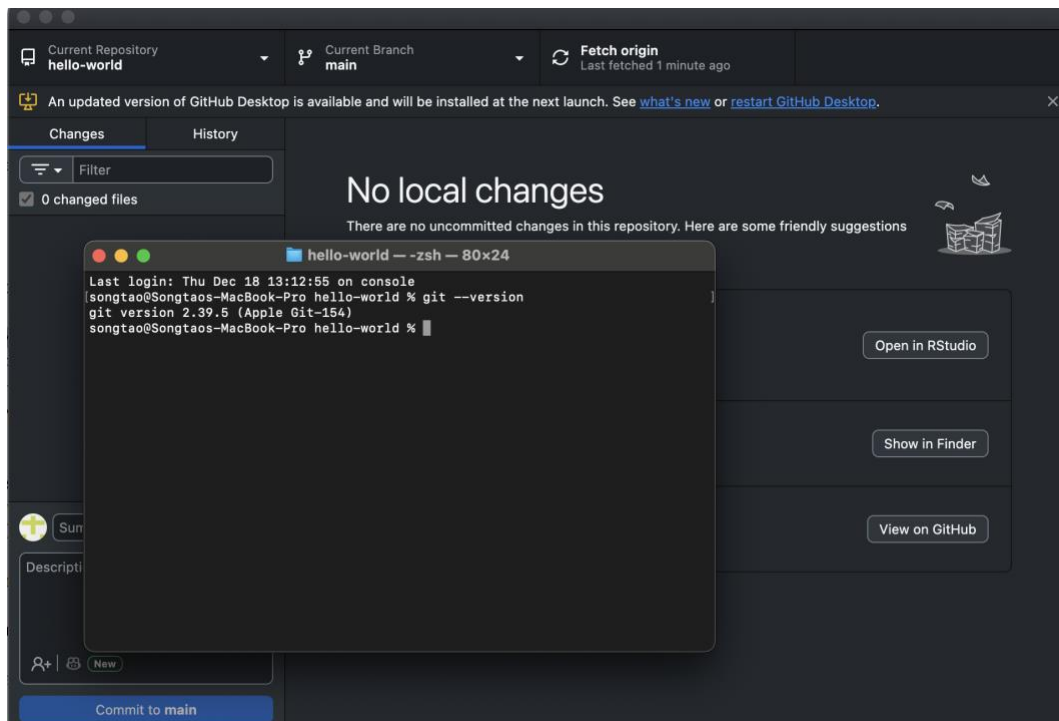 Current Repository
hello-world
Current Branch
main
Fetch origin
Last fetched 1 minute ago
An updated version of GitHub Desktop is available and will be installed at the next launch. See what's new or restart GitHub Desktop.
Changes
History
Filter
0 changed files
No local changes
There are no uncommitted changes in this repository. Here are some friendly suggestions
hello-world — -zsh — 80×24
Last login: Thu Dec 18 13:12:55 on console
[songtao@Songtaos-MacBook-Pro hello-world % git --version ]
git version 2.39.5 (Apple Git-154)
songtao@Songtaos-MacBook-Pro hello-world %
Open in RStudio
Show in Finder
View on GitHub
Sum
Descripti
New
Commit to main